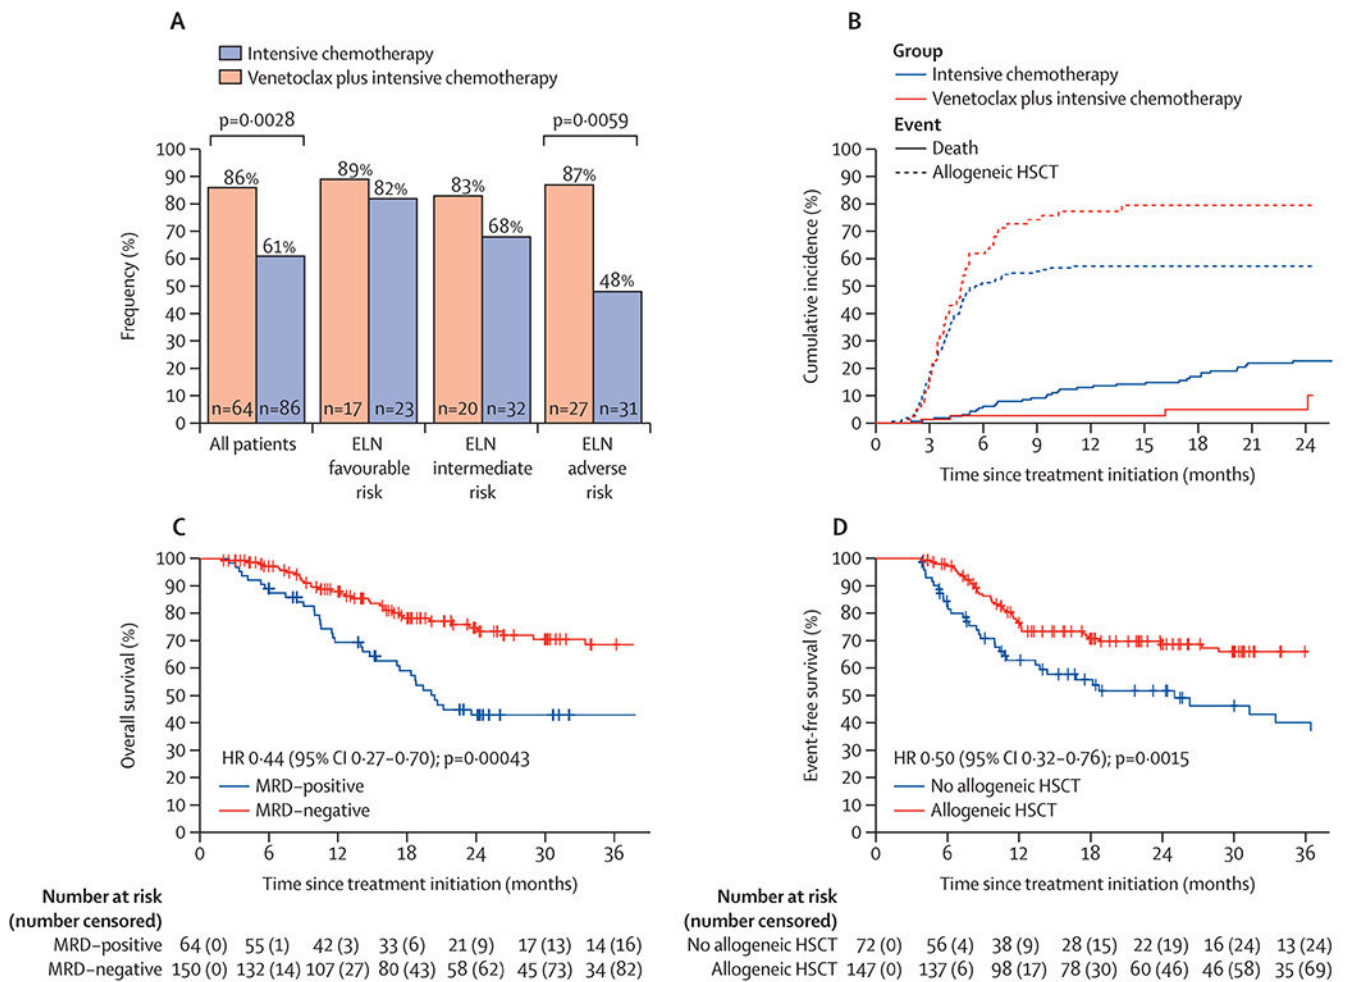 A
Intensive chemotherapy
Venetoclax plus intensive chemotherapy
p=0·0028
p=0·0059
Frequency (%)
100
90
80
70
60
50
40
30
20
10
0
86%
61%
89%
82%
83%
68%
87%
48%
n=64
n=86
n=17
n=23
n=20
n=32
n=27
n=31
All patients
ELN
favourable
risk
ELN
intermediate
risk
ELN
adverse
risk
B
Group
Intensive chemotherapy
Venetoclax plus intensive chemotherapy
Event
Death
Allogeneic HSCT
Cumulative incidence (%)
100
90
80
70
60
50
40
30
20
10
0
0 3 6 9 12 15 18 21 24
Time since treatment initiation (months)
C
Overall survival (%)
100
90
80
70
60
50
40
30
20
10
0
HR 0·44 (95% CI 0·27–0·70); p=0·00043
MRD–positive
MRD–negative
0 6 12 18 24 30 36
Time since treatment initiation (months)
Number at risk
(number censored)
MRD–positive 64 (0) 55 (1) 42 (3) 33 (6) 21 (9) 17 (13) 14 (16)
MRD–negative 150 (0) 132 (14) 107 (27) 80 (43) 58 (62) 45 (73) 34 (82)
D
Event-free survival (%)
100
90
80
70
60
50
40
30
20
10
0
HR 0·50 (95% CI 0·32–0·76); p=0·0015
No allogeneic HSCT
Allogeneic HSCT
0 6 12 18 24 30 36
Time since treatment initiation (months)
Number at risk
(number censored)
No allogeneic HSCT 72 (0) 56 (4) 38 (9) 28 (15) 22 (19) 16 (24) 13 (24)
Allogeneic HSCT 147 (0) 137 (6) 98 (17) 78 (30) 60 (46) 46 (58) 35 (69)